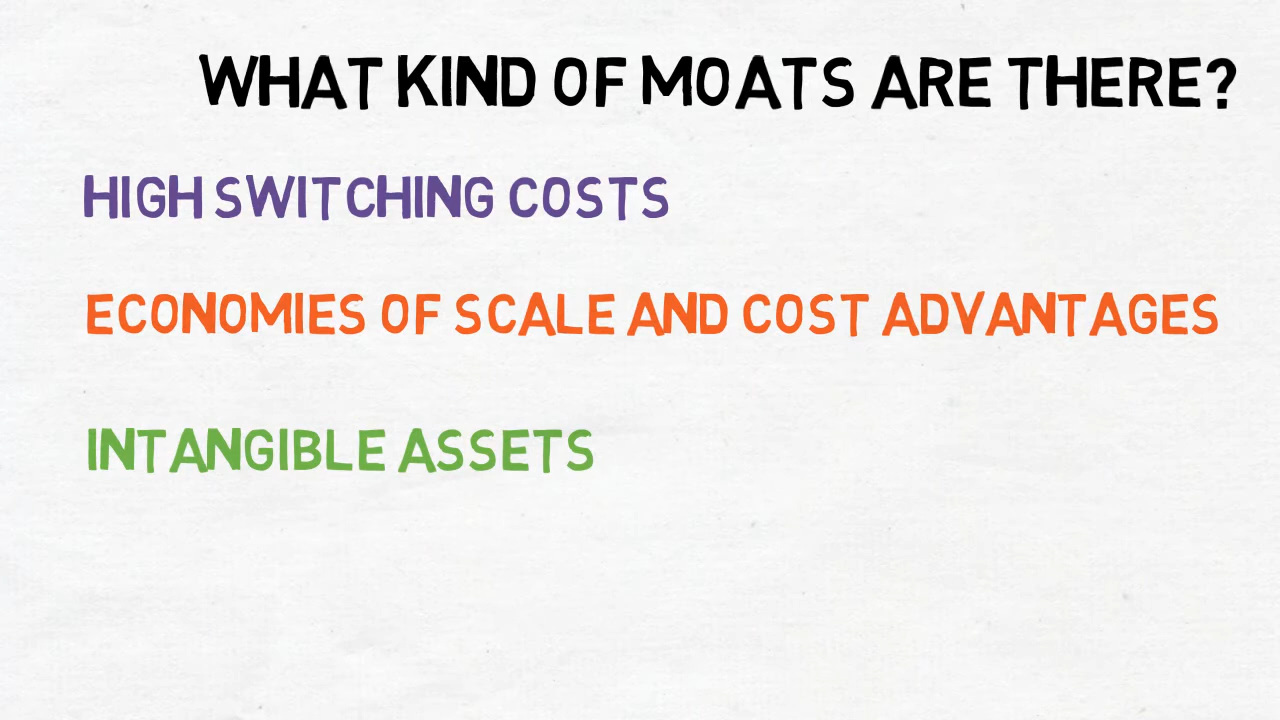 WHAT KIND OF MOATS ARE THERE?
HIGH SWITCHING COSTS
ECONOMIES OF SCALE AND COST ADVANTAGES
INTANGIBLE ASSETS